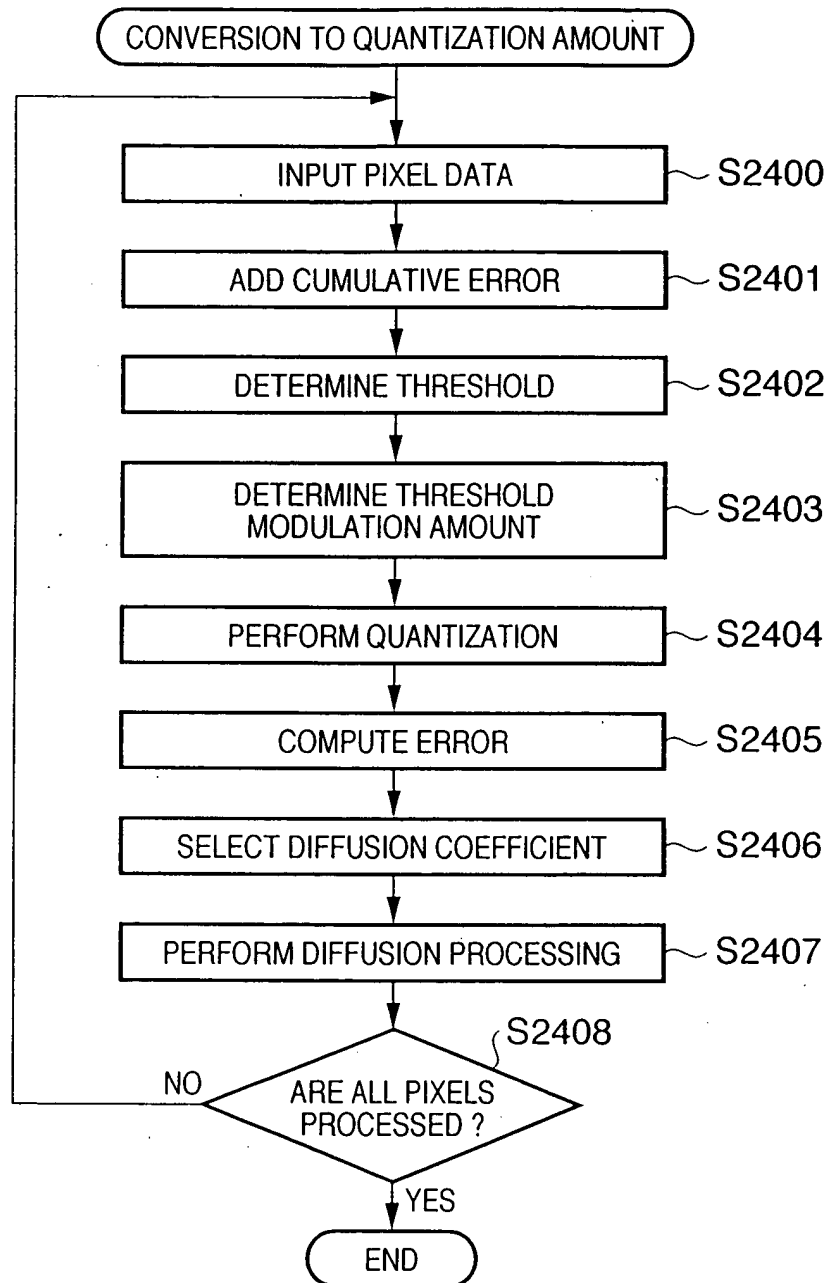 CONVERSION TO QUANTIZATION AMOUNT
INPUT PIXEL DATA
S2400
ADD CUMULATIVE ERROR
S2401
DETERMINE THRESHOLD
S2402
DETERMINE THRESHOLD
MODULATION AMOUNT
S2403
PERFORM QUANTIZATION
S2404
COMPUTE ERROR
S2405
SELECT DIFFUSION COEFFICIENT
S2406
PERFORM DIFFUSION PROCESSING
S2407
S2408
NO
ARE ALL PIXELS
PROCESSED ?
YES
END